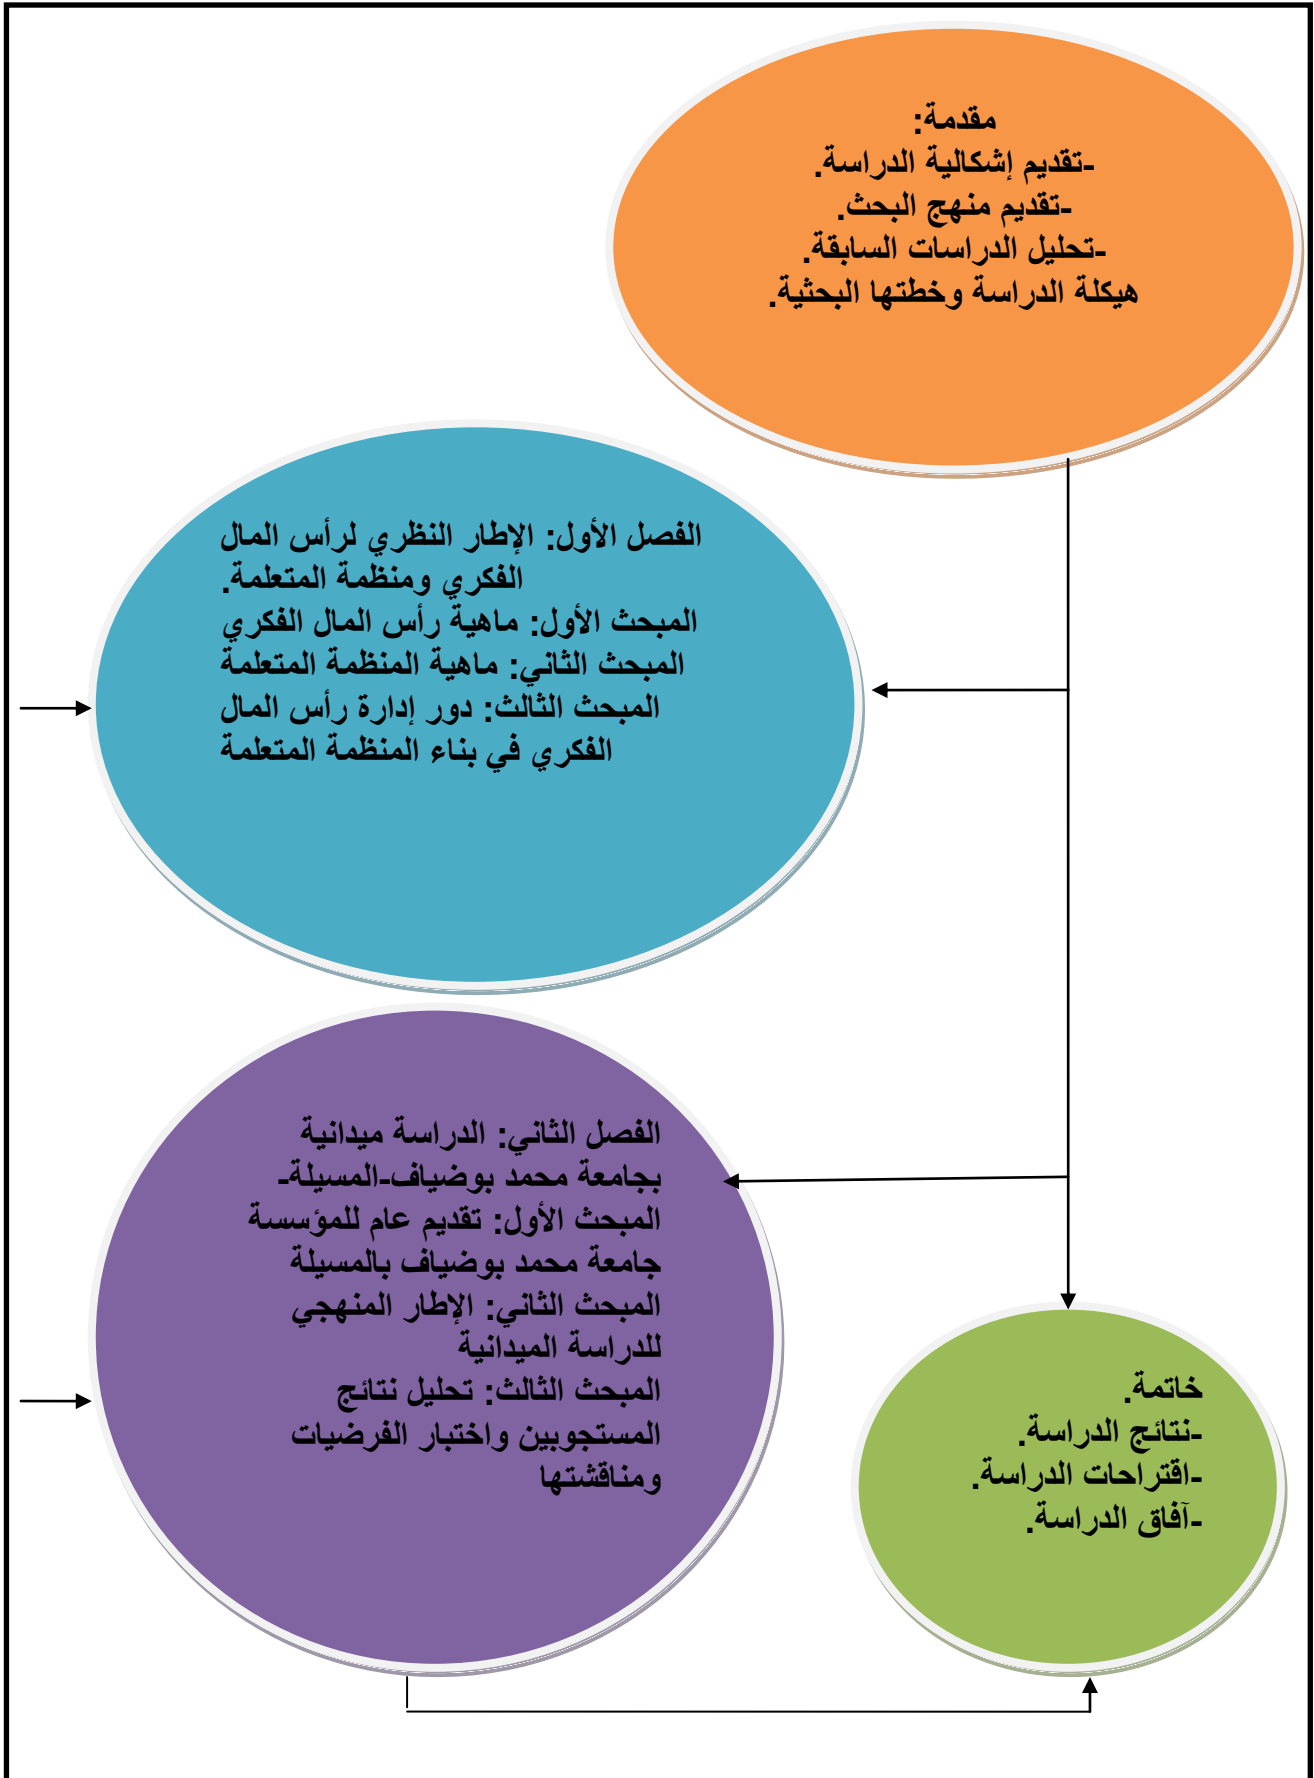 مقدمة:
-تقديم إشكالية الدراسة.
-تقديم منهج البحث.
-تحليل الدراسات السابقة.
هيكلة الدراسة وخطتها البحثية.
الفصل الأول: الإطار النظري لرأس المال
الفكري ومنظمة المتعلمة.
المبحث الأول: ماهية رأس المال الفكري
المبحث الثاني: ماهية المنظمة المتعلمة
المبحث الثالث: دور إدارة رأس المال
الفكري في بناء المنظمة المتعلمة
الفصل الثاني: الدراسة ميدانية
بجامعة محمد بوضياف-المسيلة-
المبحث الأول: تقديم عام للمؤسسة
جامعة محمد بوضياف بالمسيلة
المبحث الثاني: الإطار المنهجي
للدراسة الميدانية
المبحث الثالث: تحليل نتائج
المستجوبين واختبار الفرضيات
ومناقشتها
خاتمة.
-نتائج الدراسة.
-اقتراحات الدراسة.
-آفاق الدراسة.